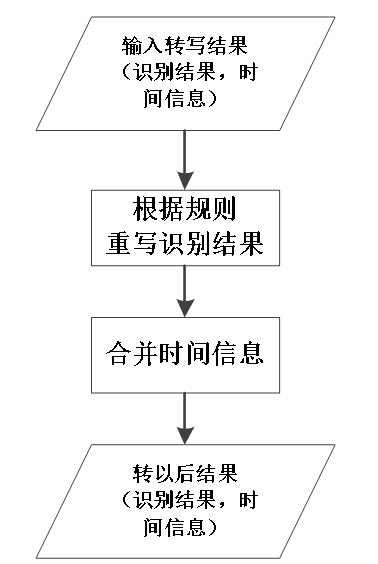 输入转写结果
（识别结果，时
间信息）
根据规则
重写识别结果
合并时间信息
转以后结果
（识别结果，时
间信息）